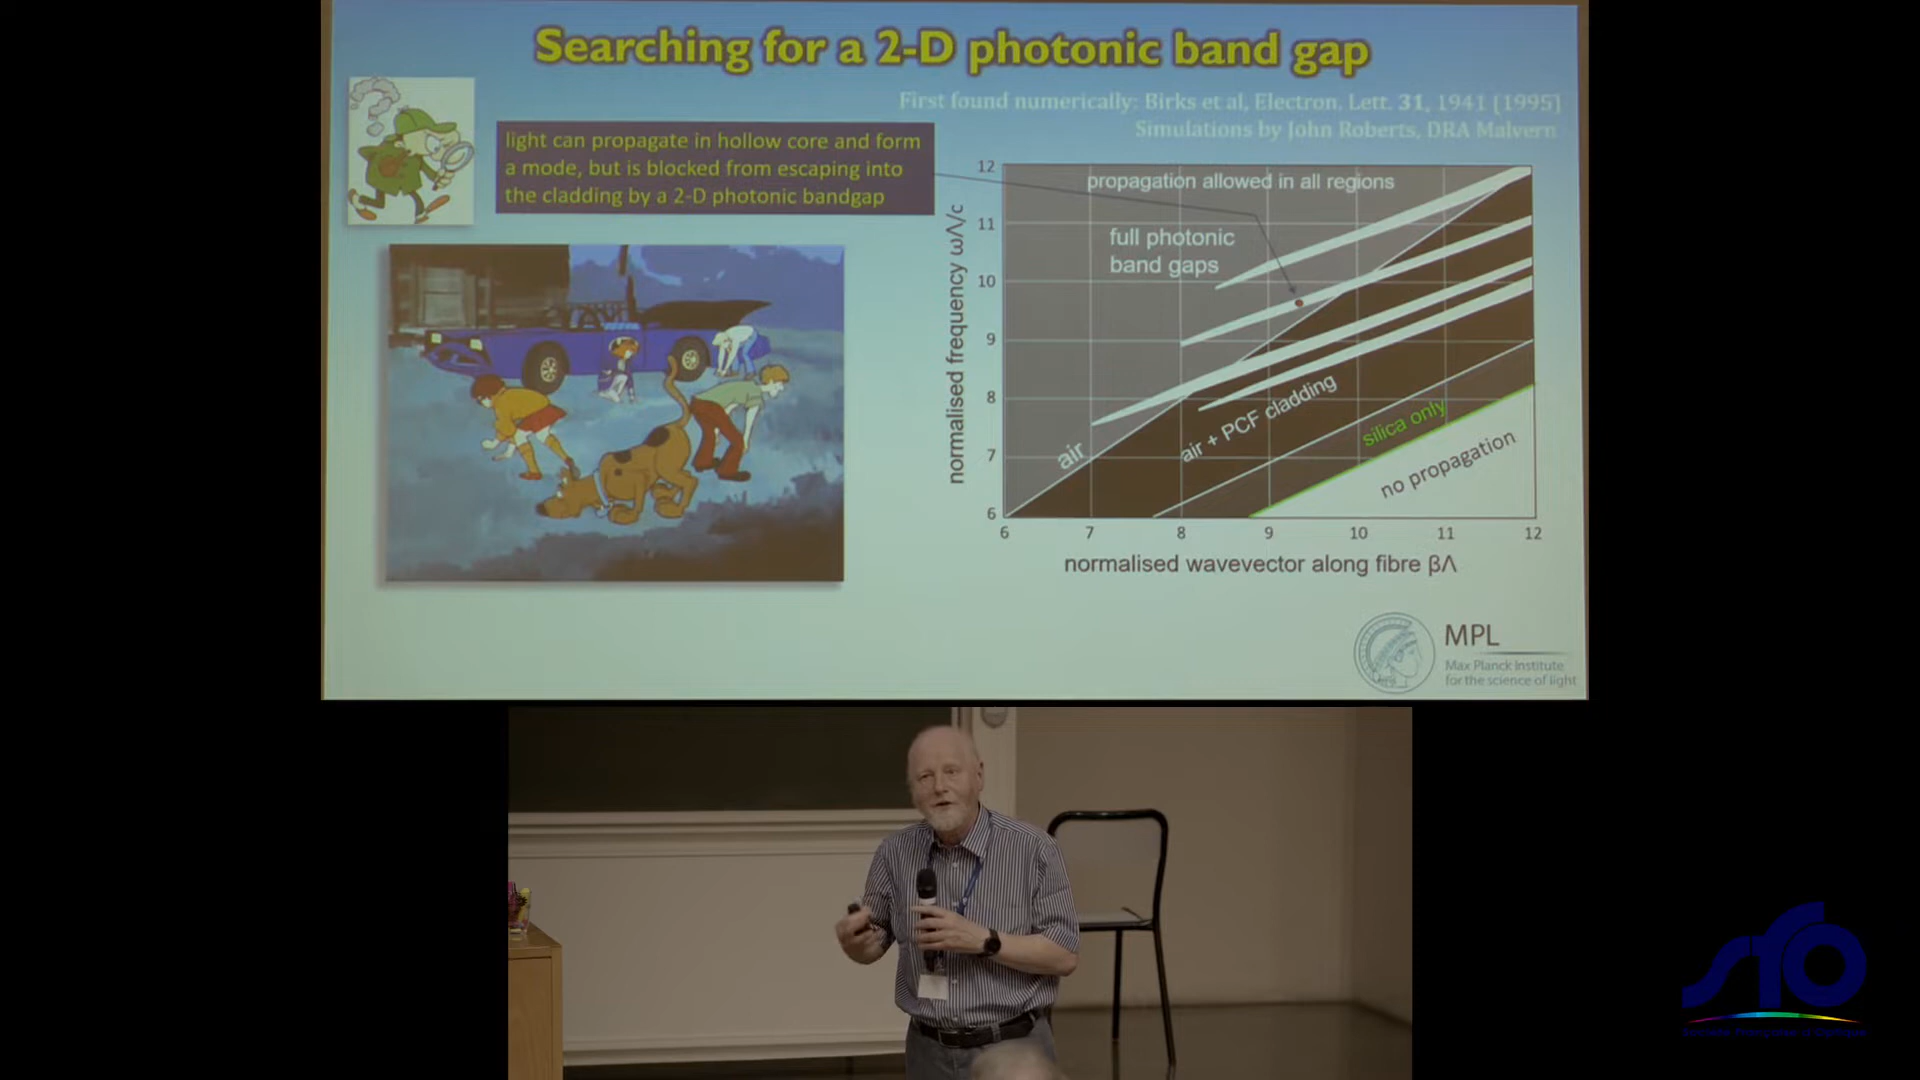 Searching for a 2-D photonic band gap
First found numerically: Birks et al, Electron. Lett. 31, 1941 (1995)
Simulations by John Roberts, DRA Malvern
light can propagate in hollow core and form
a mode, but is blocked from escaping into
the cladding by a 2-D photonic bandgap
normalised frequency ωΛ/c
12
11
10
9
8
7
6
propagation allowed in all regions
full photonic
band gaps
air
air + PCF cladding
silica only
no propagation
6 7 8 9 10 11 12
normalised wavevector along fibre βΛ
MPL
Max Planck Institute
for the science of light
sfo
Société Française d'Optique